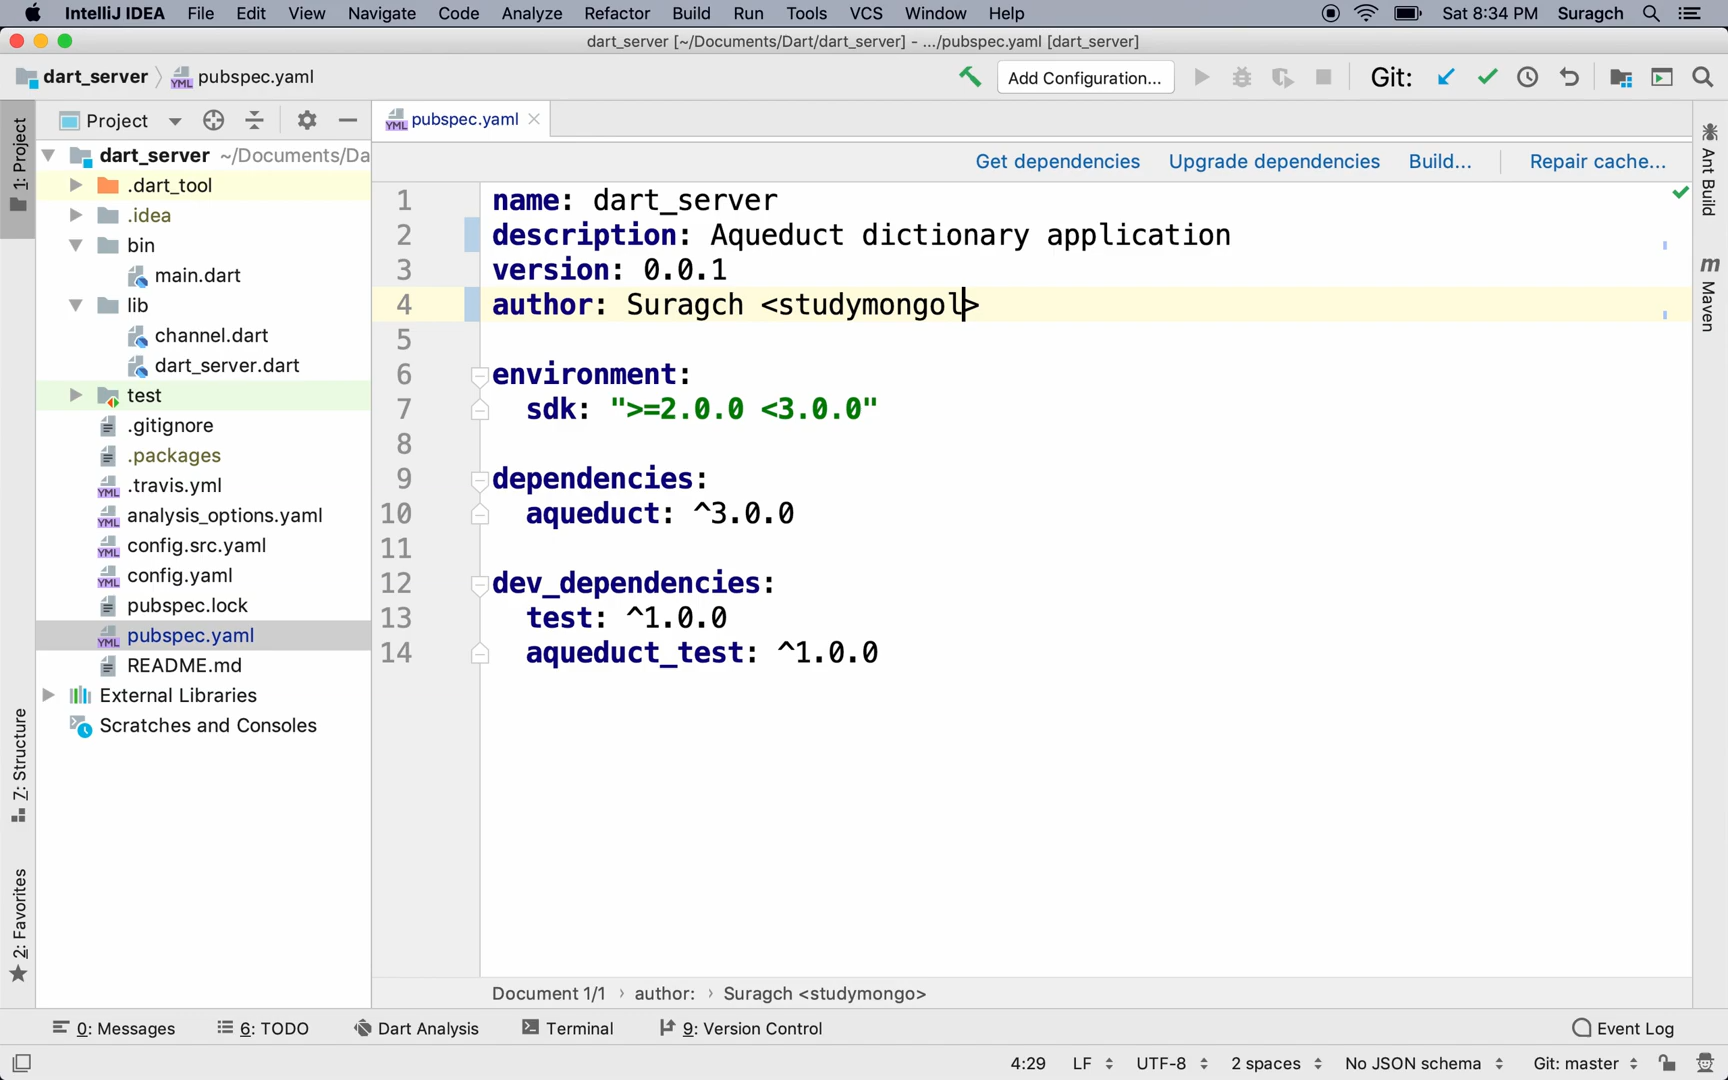 IntelliJ IDEA File Edit View Navigate Code Analyze Refactor Build Run Tools VCS Window Help Sat 8:34 PM Suragch
dart_server [~/Documents/Dart/dart_server] - .../pubspec.yaml [dart_server]
dart_server YML pubspec.yaml Add Configuration... Git:
1: Project
Project
YML pubspec.yaml
Get dependencies Upgrade dependencies Build... Repair cache...
dart_server ~/Documents/Da
.dart_tool
.idea
bin
main.dart
lib
channel.dart
dart_server.dart
test
.gitignore
.packages
YML .travis.yml
YML analysis_options.yaml
YML config.src.yaml
YML config.yaml
pubspec.lock
YML pubspec.yaml
README.md
External Libraries
Scratches and Consoles
7: Structure
2: Favorites
1 name: dart_server
2 description: Aqueduct dictionary application
3 version: 0.0.1
4 author: Suragch <studymongol>
5
6 environment:
7 sdk: ">=2.0.0 <3.0.0"
8
9 dependencies:
10 aqueduct: ^3.0.0
11
12 dev_dependencies:
13 test: ^1.0.0
14 aqueduct_test: ^1.0.0
Ant Build
m Maven
Document 1/1 › author: › Suragch <studymongo>
0: Messages 6: TODO Dart Analysis Terminal 9: Version Control Event Log
4:29 LF UTF-8 2 spaces No JSON schema Git: master